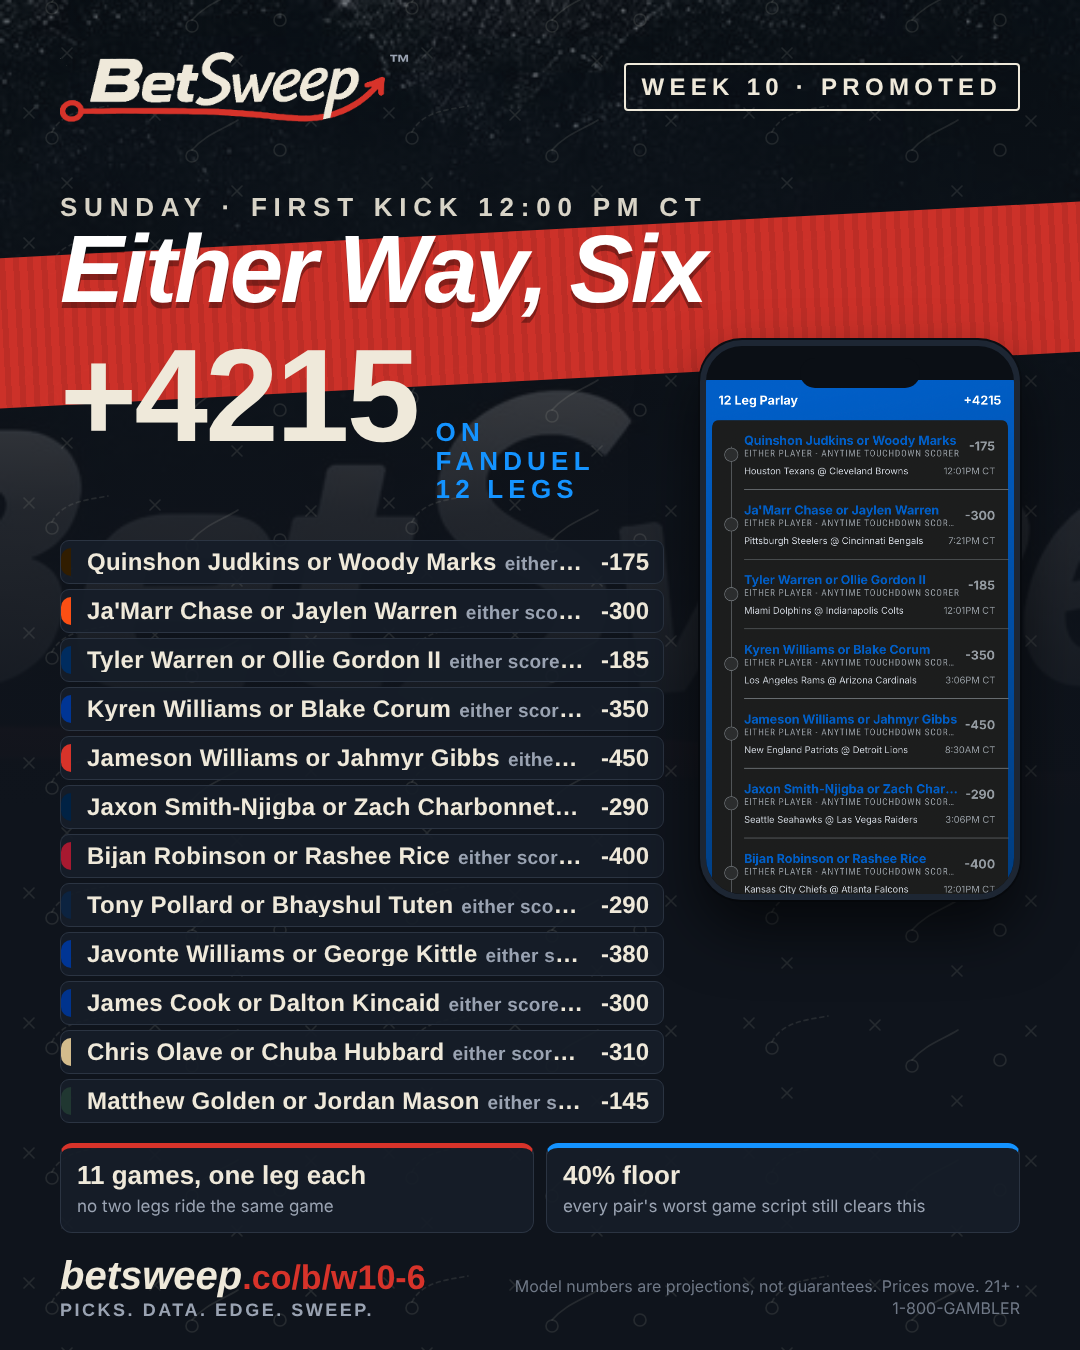 BetSweep™
WEEK 10 · PROMOTED
SUNDAY · FIRST KICK 12:00 PM CT
Either Way, Six
+4215
ON
FANDUEL
12 LEGS
Quinshon Judkins or Woody Marks either... -175
Ja'Marr Chase or Jaylen Warren either sco... -300
Tyler Warren or Ollie Gordon II either score... -185
Kyren Williams or Blake Corum either scor... -350
Jameson Williams or Jahmyr Gibbs eithe... -450
Jaxon Smith-Njigba or Zach Charbonnet... -290
Bijan Robinson or Rashee Rice either scor... -400
Tony Pollard or Bhayshul Tuten either sco... -290
Javonte Williams or George Kittle either s... -380
James Cook or Dalton Kincaid either score... -300
Chris Olave or Chuba Hubbard either scor... -310
Matthew Golden or Jordan Mason either s... -145
12 Leg Parlay +4215
Quinshon Judkins or Woody Marks -175
EITHER PLAYER · ANYTIME TOUCHDOWN SCORER
Houston Texans @ Cleveland Browns 12:01PM CT
Ja'Marr Chase or Jaylen Warren -300
EITHER PLAYER · ANYTIME TOUCHDOWN SCOR...
Pittsburgh Steelers @ Cincinnati Bengals 7:21PM CT
Tyler Warren or Ollie Gordon II -185
EITHER PLAYER · ANYTIME TOUCHDOWN SCORER
Miami Dolphins @ Indianapolis Colts 12:01PM CT
Kyren Williams or Blake Corum -350
EITHER PLAYER · ANYTIME TOUCHDOWN SCOR...
Los Angeles Rams @ Arizona Cardinals 3:06PM CT
Jameson Williams or Jahmyr Gibbs -450
EITHER PLAYER · ANYTIME TOUCHDOWN SCOR...
New England Patriots @ Detroit Lions 8:30AM CT
Jaxon Smith-Njigba or Zach Char... -290
EITHER PLAYER · ANYTIME TOUCHDOWN SCOR...
Seattle Seahawks @ Las Vegas Raiders 3:06PM CT
Bijan Robinson or Rashee Rice -400
EITHER PLAYER · ANYTIME TOUCHDOWN SCOR...
Kansas City Chiefs @ Atlanta Falcons 12:01PM CT
11 games, one leg each
no two legs ride the same game
40% floor
every pair's worst game script still clears this
betsweep.co/b/w10-6
PICKS. DATA. EDGE. SWEEP.
Model numbers are projections, not guarantees. Prices move. 21+ ·
1-800-GAMBLER